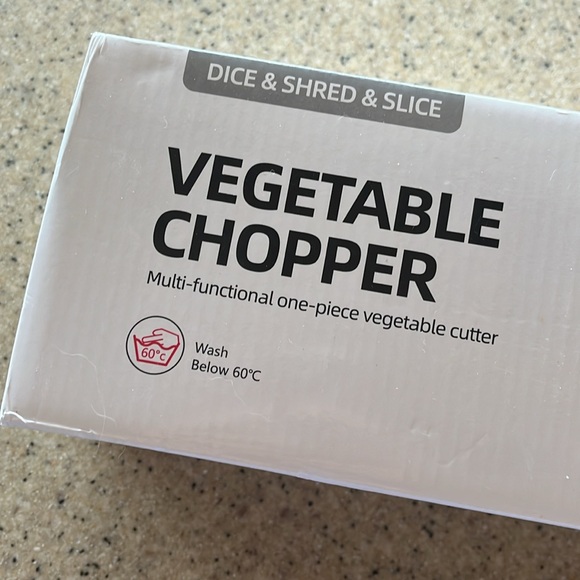 DICE & SHRED & SLICE
VEGETABLE
CHOPPER
Multi-functional one-piece vegetable cutter
60°c
Wash
Below 60℃